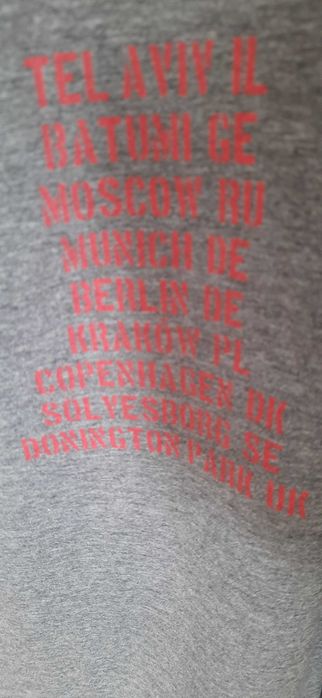 TEL AVIV IL
BATUMI GE
MOSCOW RU
MUNICH DE
BERLIN DE
KRAKÓW PL
COPENHAGEN DK
SOLVESBORG SE
DONINGTON PARK UK